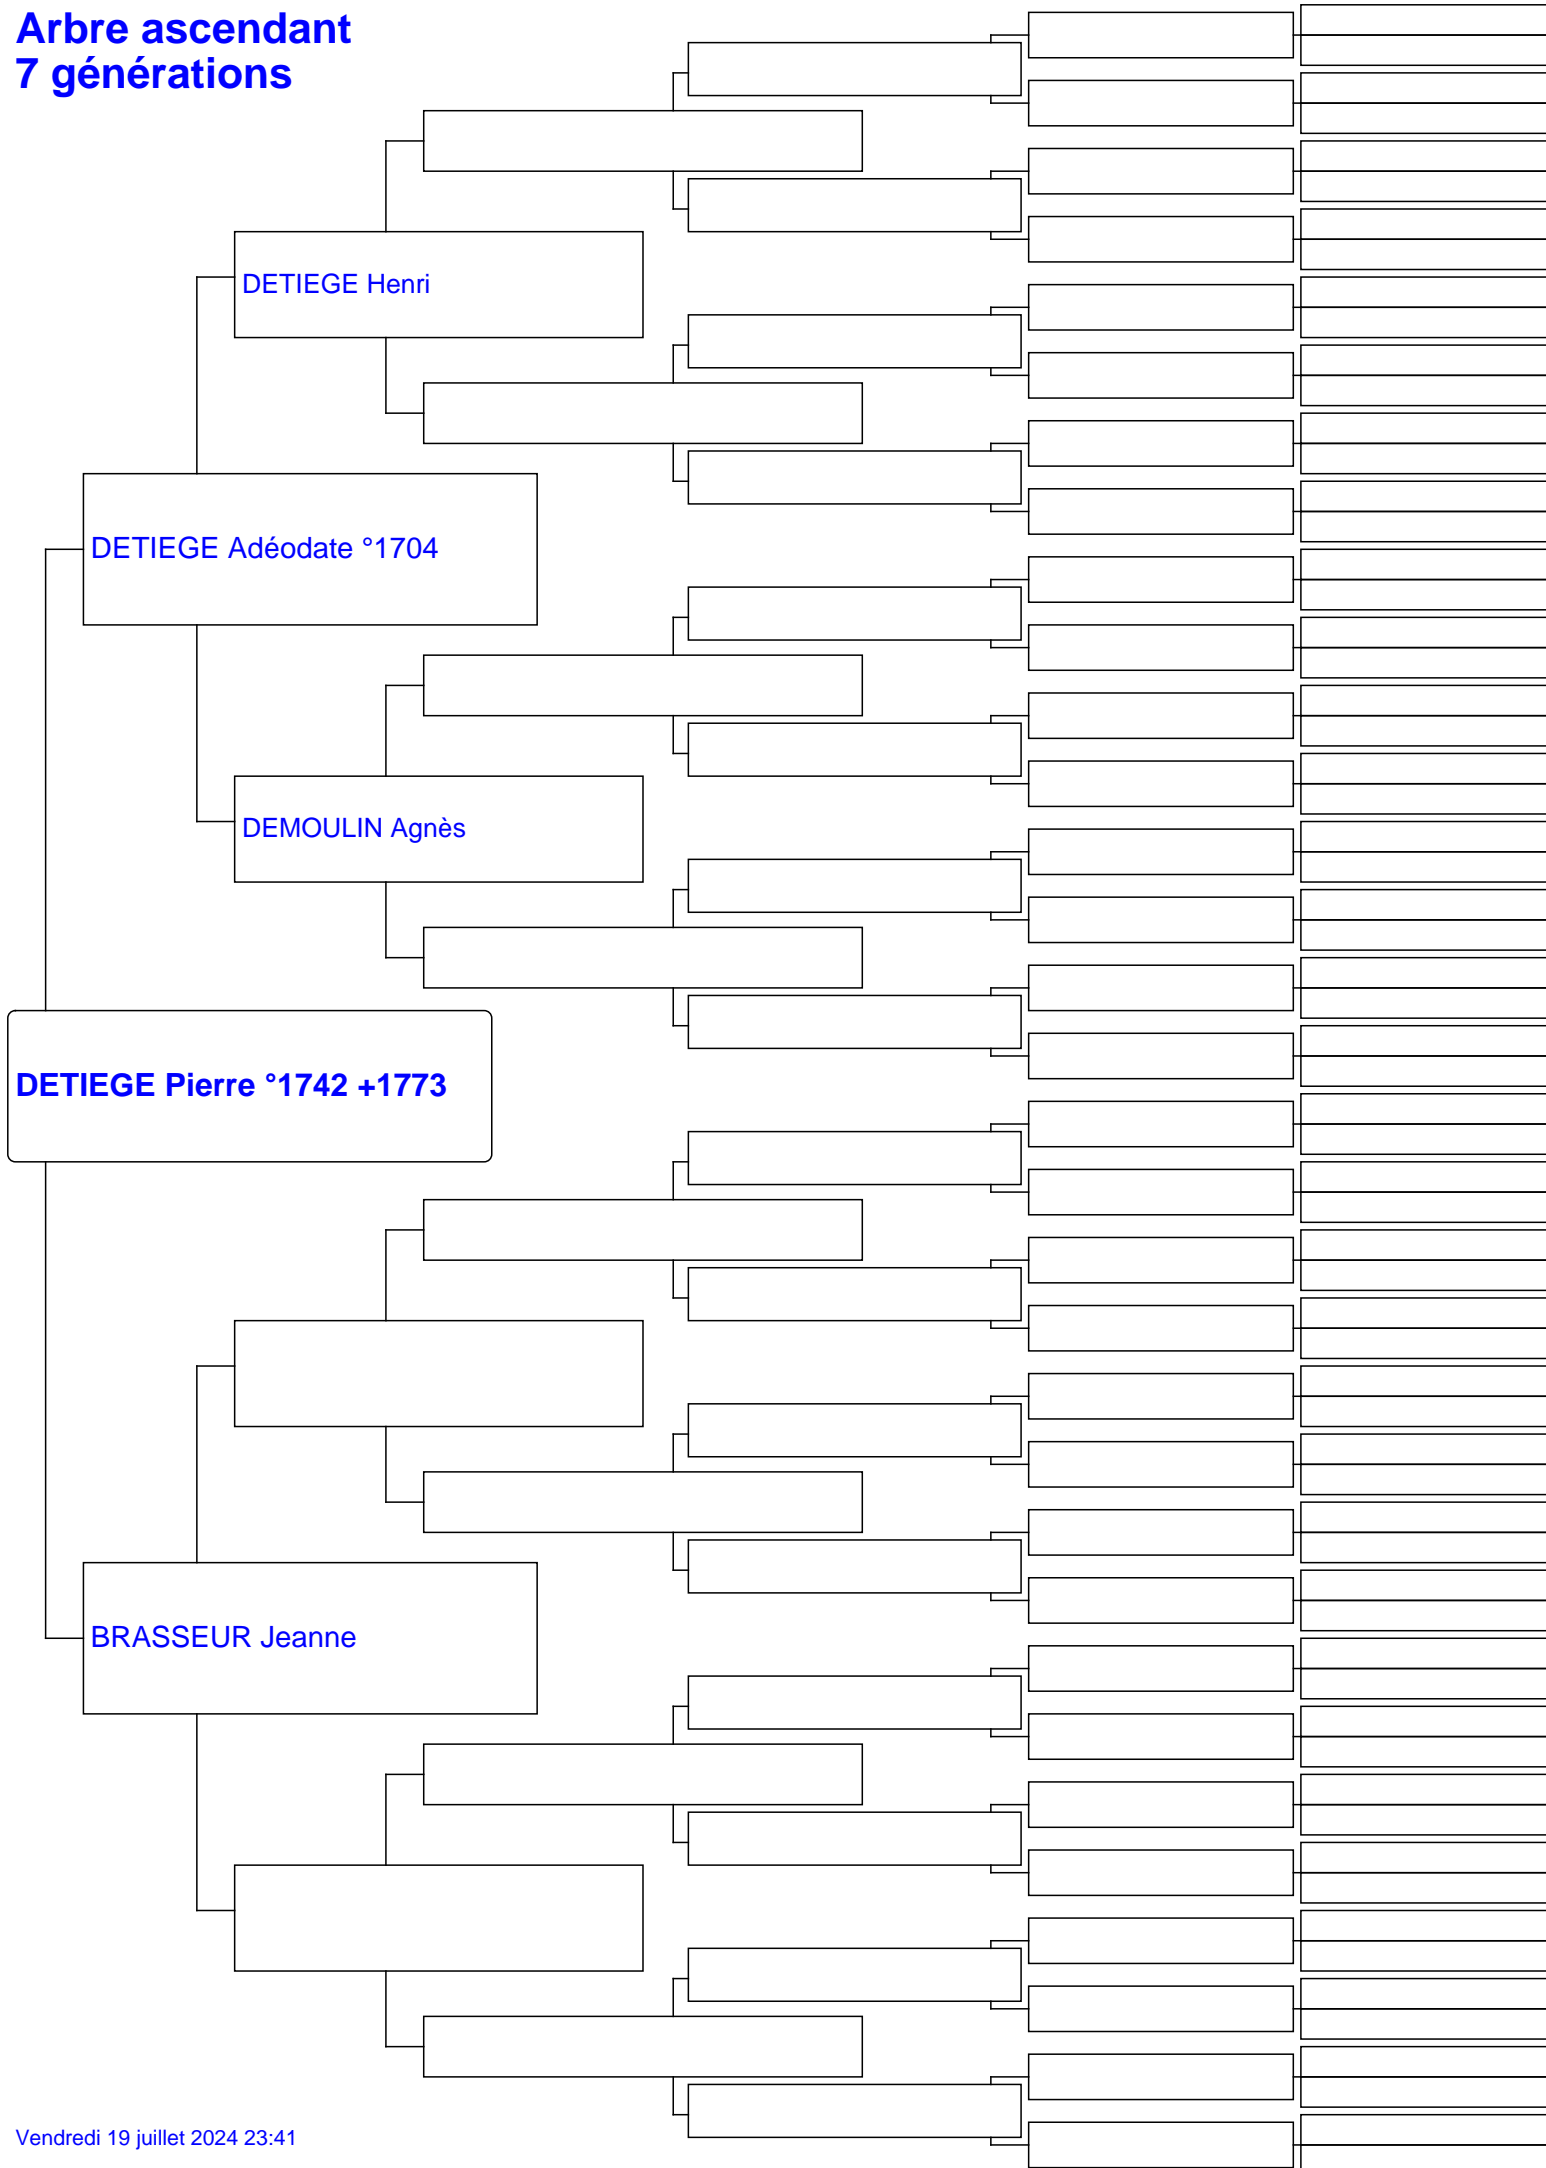 Arbre ascendant
7 générations
DETIEGE Henri
DETIEGE Adéodate °1704
DEMOULIN Agnès
DETIEGE Pierre °1742 +1773
BRASSEUR Jeanne
Vendredi 19 juillet 2024 23:41